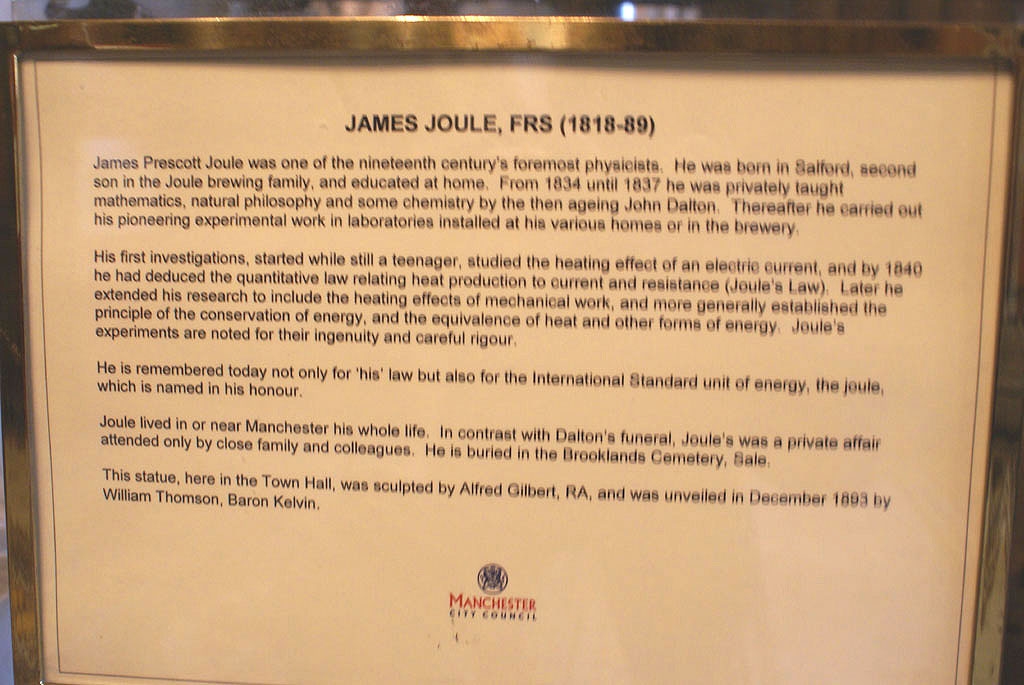 JAMES JOULE, FRS (1818-89)
James Prescott Joule was one of the nineteenth century's foremost physicists. He was born in Salford, second
son in the Joule brewing family, and educated at home. From 1834 until 1837 he was privately taught
mathematics, natural philosophy and some chemistry by the then ageing John Dalton. Thereafter he carried out
his pioneering experimental work in laboratories installed at his various homes or in the brewery.
His first investigations, started while still a teenager, studied the heating effect of an electric current, and by 1840
he had deduced the quantitative law relating heat production to current and resistance (Joule's Law). Later he
extended his research to include the heating effects of mechanical work, and more generally established the
principle of the conservation of energy, and the equivalence of heat and other forms of energy. Joule's
experiments are noted for their ingenuity and careful rigour.
He is remembered today not only for 'his' law but also for the International Standard unit of energy, the joule,
which is named in his honour.
Joule lived in or near Manchester his whole life. In contrast with Dalton's funeral, Joule's was a private affair
attended only by close family and colleagues. He is buried in the Brooklands Cemetery, Sale.
This statue, here in the Town Hall, was sculpted by Alfred Gilbert, RA, and was unveiled in December 1893 by
William Thomson, Baron Kelvin.
MANCHESTER
CITY COUNCIL